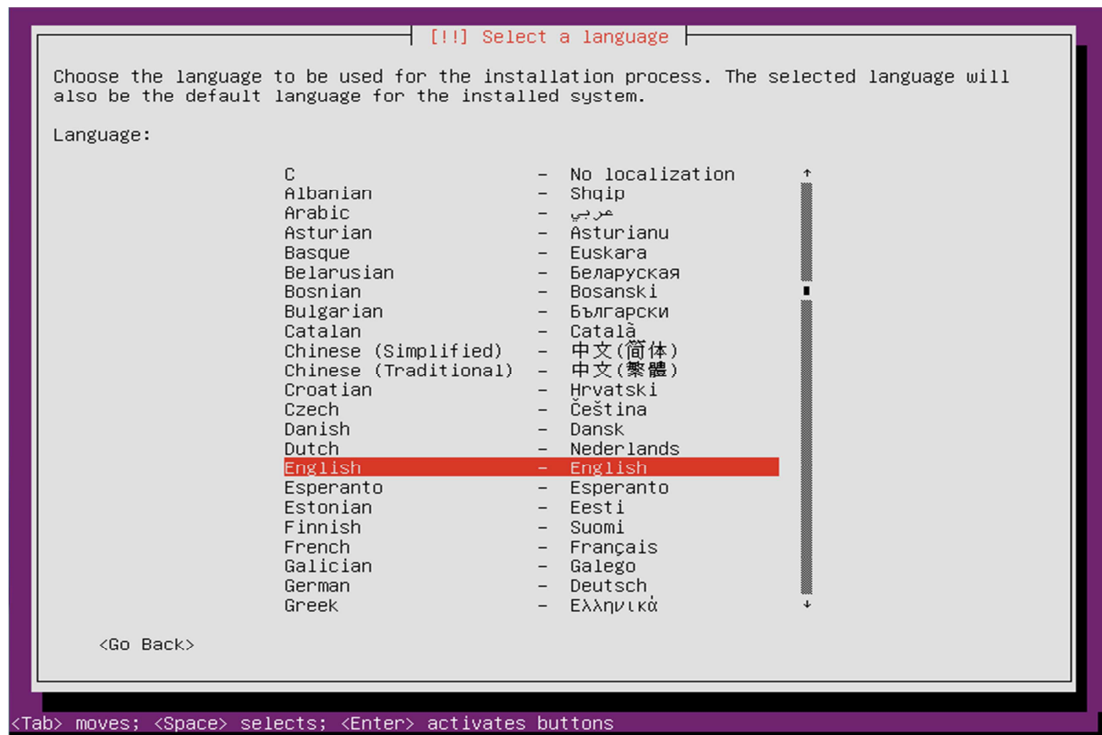 [!!] Select a language
Choose the language to be used for the installation process. The selected language will
also be the default language for the installed system.
Language:
C - No localization
Albanian - Shqip
Arabic - عربي
Asturian - Asturianu
Basque - Euskara
Belarusian - Беларуская
Bosnian - Bosanski
Bulgarian - Български
Catalan - Català
Chinese (Simplified) - 中文(简体)
Chinese (Traditional) - 中文(繁體)
Croatian - Hrvatski
Czech - Čeština
Danish - Dansk
Dutch - Nederlands
English - English
Esperanto - Esperanto
Estonian - Eesti
Finnish - Suomi
French - Français
Galician - Galego
German - Deutsch
Greek - Ελληνικά
<Go Back>
<Tab> moves; <Space> selects; <Enter> activates buttons